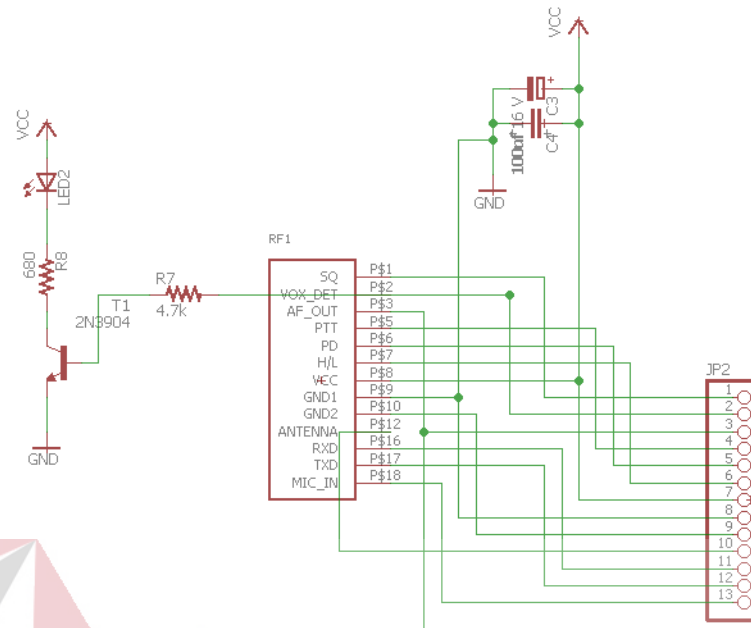 VCC
+
16 V
C3
100nf
C4
GND
VCC
LED2
680
R8
T1
2N3904
R7
4.7k
GND
RF1
SQ
VOX_DET
AF_OUT
PTT
PD
H/L
VCC
GND1
GND2
ANTENNA
RXD
TXD
MIC_IN
P$1
P$2
P$3
P$5
P$6
P$7
P$8
P$9
P$10
P$12
P$16
P$17
P$18
JP2
1
2
3
4
5
6
7
8
9
10
11
12
13